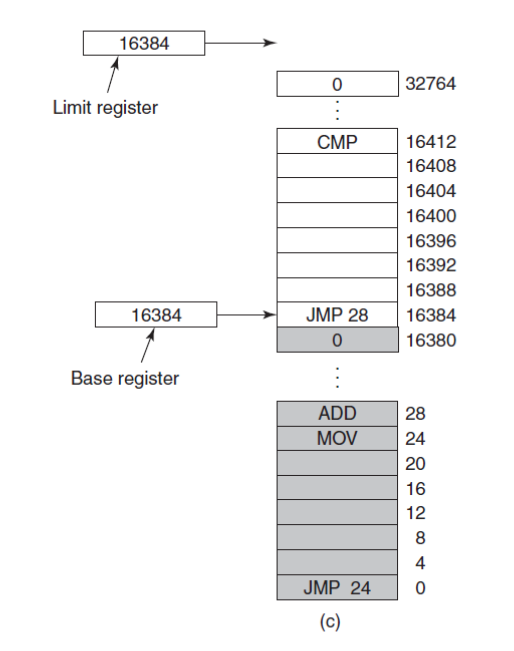 16384
Limit register
0 32764
CMP 16412
16408
16404
16400
16396
16392
16388
16384 JMP 28 16384
0 16380
Base register
ADD 28
MOV 24
20
16
12
8
4
JMP 24 0
(c)